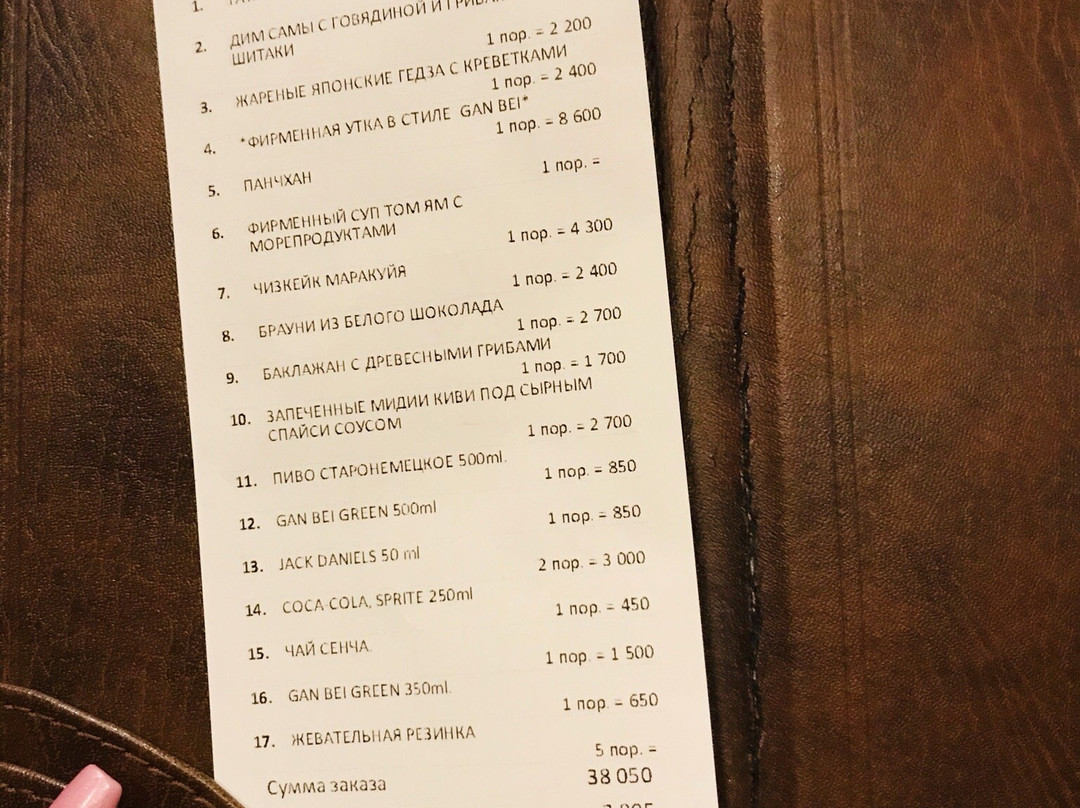 1.
2. ДИМ САМЫ С ГОВЯДИНОЙ И
ШИТАКИ
1 пор. = 2 200
3. ЖАРЕНЫЕ ЯПОНСКИЕ ГЕДЗА С КРЕВЕТКАМИ
1 пор. = 2 400
4. *ФИРМЕННАЯ УТКА В СТИЛЕ GAN BEI*
1 пор. = 8 600
5. ПАНЧХАН
1 пор. =
6. ФИРМЕННЫЙ СУП ТОМ ЯМ С
МОРЕПРОДУКТАМИ
1 пор. = 4 300
7. ЧИЗКЕЙК МАРАКУЙЯ
1 пор. = 2 400
8. БРАУНИ ИЗ БЕЛОГО ШОКОЛАДА
1 пор. = 2 700
9. БАКЛАЖАН С ДРЕВЕСНЫМИ ГРИБАМИ
1 пор. = 1 700
10. ЗАПЕЧЕННЫЕ МИДИИ КИВИ ПОД СЫРНЫМ
СПАЙСИ СОУСОМ
1 пор. = 2 700
11. ПИВО СТАРОНЕМЕЦКОЕ 500ml.
1 пор. = 850
12. GAN BEI GREEN 500ml
1 пор. = 850
13. JACK DANIELS 50 ml
2 пор. = 3 000
14. COCA-COLA, SPRITE 250ml
1 пор. = 450
15. ЧАЙ СЕНЧА
1 пор. = 1 500
16. GAN BEI GREEN 350ml.
1 пор. = 650
17. ЖЕВАТЕЛЬНАЯ РЕЗИНКА
5 пор. =
Сумма заказа 38 050